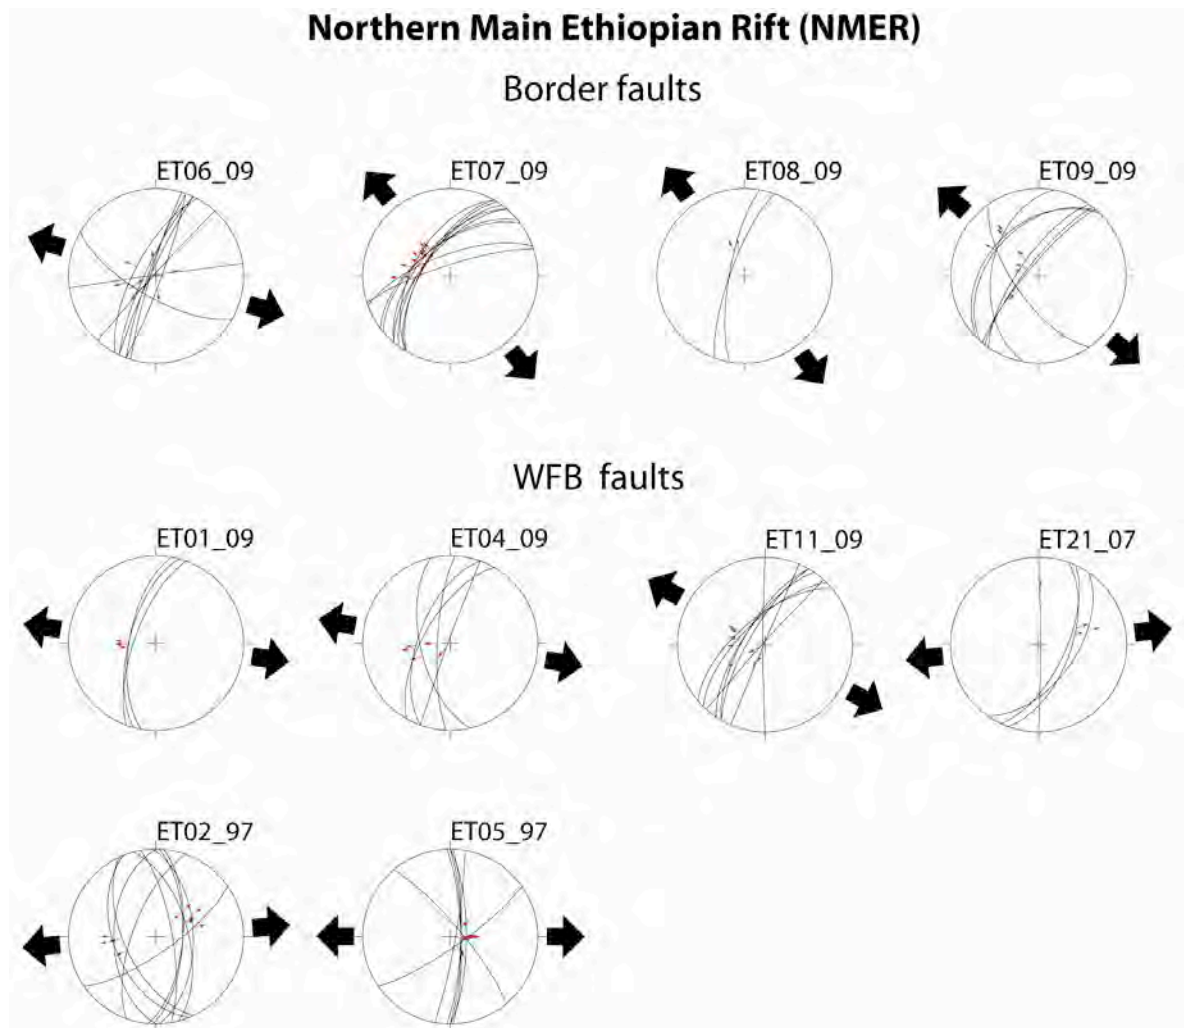 Northern Main Ethiopian Rift (NMER)
Border faults
ET06_09
ET07_09
ET08_09
ET09_09
WFB faults
ET01_09
ET04_09
ET11_09
ET21_07
ET02_97
ET05_97